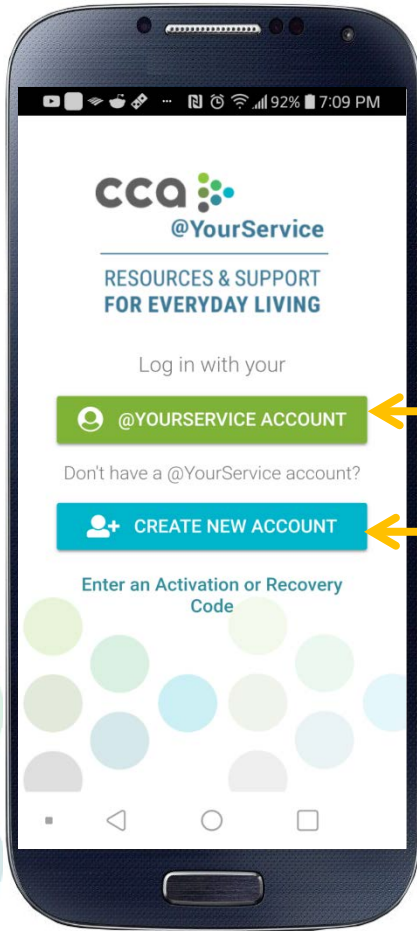 92% 7:09 PM
cca
@YourService
RESOURCES & SUPPORT
FOR EVERYDAY LIVING
Log in with your
@YOURSERVICE ACCOUNT
Don't have a @YourService account?
CREATE NEW ACCOUNT
Enter an Activation or Recovery
Code